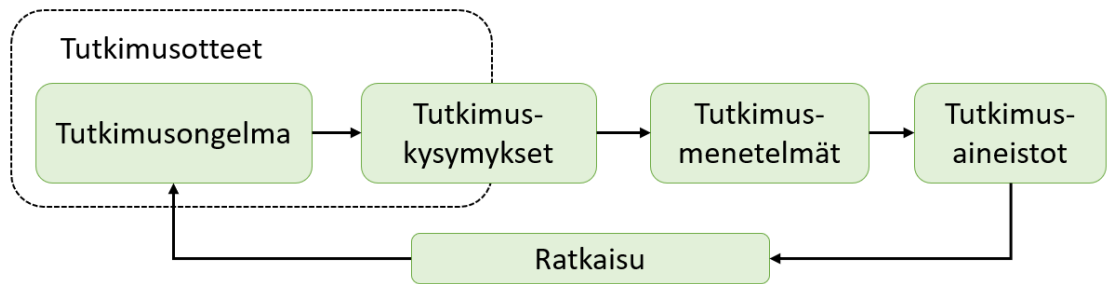 Tutkimusotteet
Tutkimusongelma
Tutkimus-
kysymykset
Tutkimus-
menetelmät
Tutkimus-
aineistot
Ratkaisu